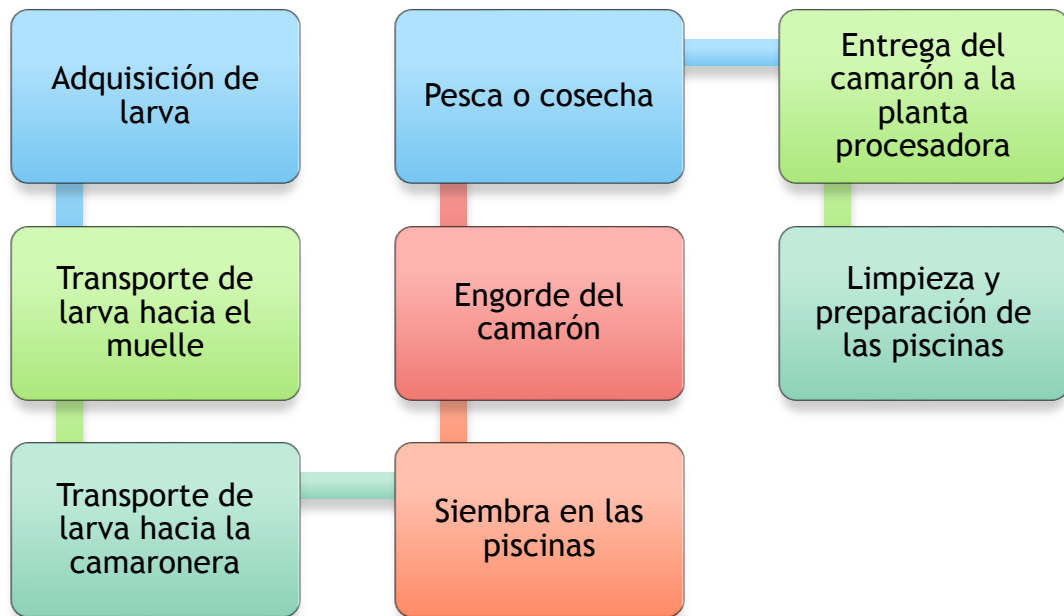 Adquisición de
larva
Transporte de
larva hacia el
muelle
Transporte de
larva hacia la
camaronera
Siembra en las
piscinas
Engorde del
camarón
Pesca o cosecha
Entrega del
camarón a la
planta
procesadora
Limpieza y
preparación de
las piscinas